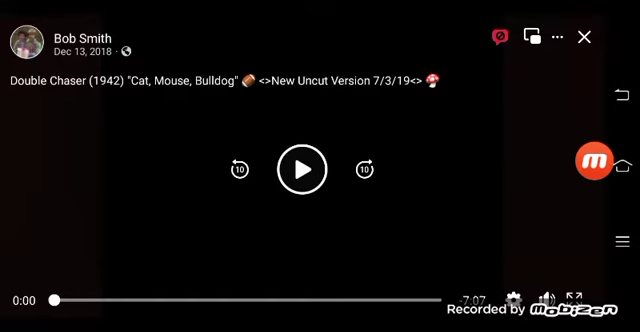 Bob Smith
Dec 13, 2018 ·
Double Chaser (1942) "Cat, Mouse, Bulldog" 🏈 <>New Uncut Version 7/3/19<> 🍄
10
10
m
0:00
-7:07
Recorded by mobizen